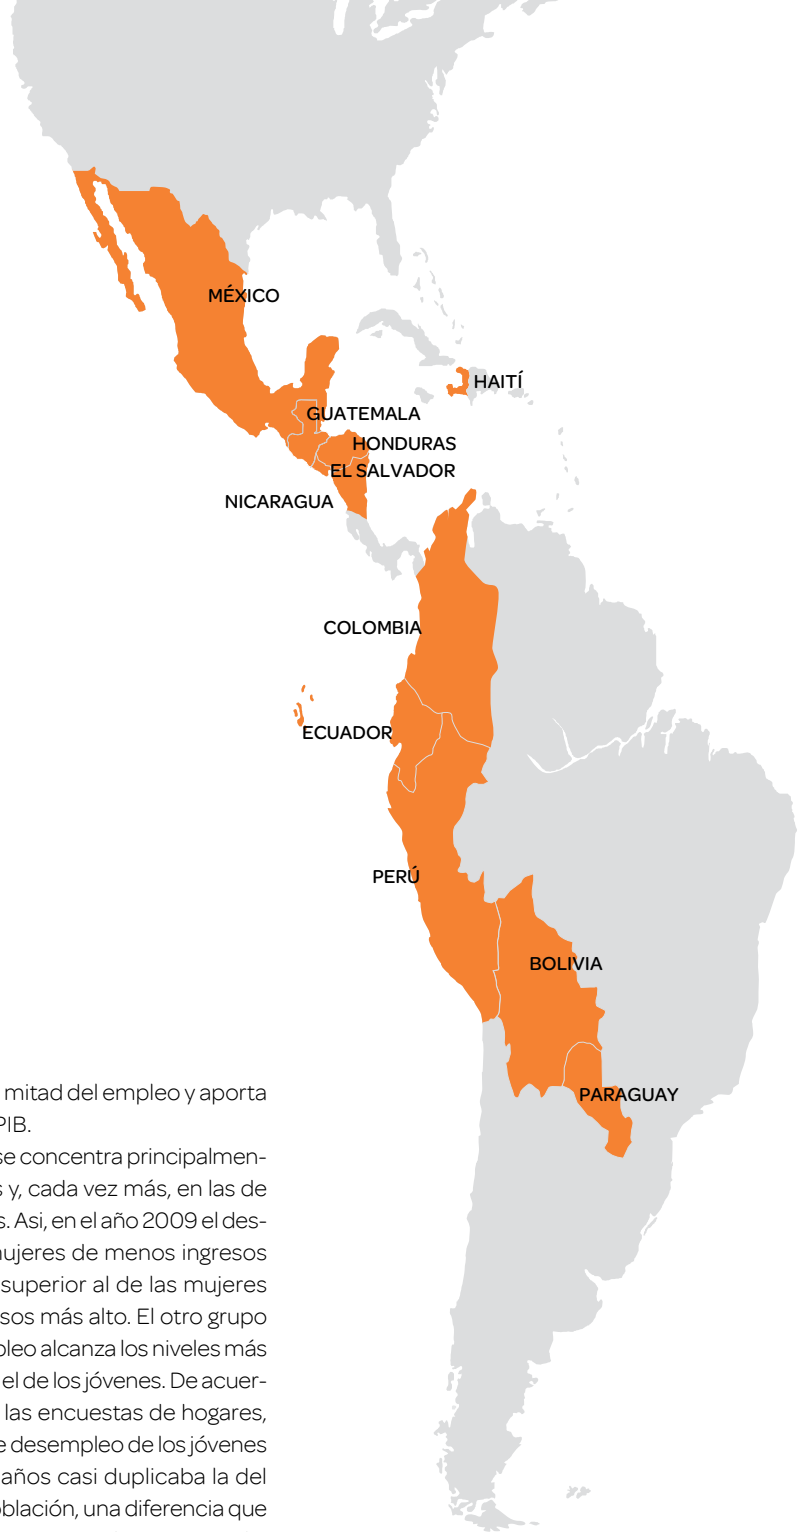 MÉXICO
HAITÍ
GUATEMALA
HONDURAS
EL SALVADOR
NICARAGUA
COLOMBIA
ECUADOR
PERÚ
BOLIVIA
PARAGUAY
mitad del empleo y aporta
PIB.
se concentra principalmen-
s y, cada vez más, en las de
s. Asi, en el año 2009 el des-
mujeres de menos ingresos
superior al de las mujeres
sos más alto. El otro grupo
pleo alcanza los niveles más
el de los jóvenes. De acuer-
las encuestas de hogares,
e desempleo de los jóvenes
años casi duplicaba la del
oblación, una diferencia que